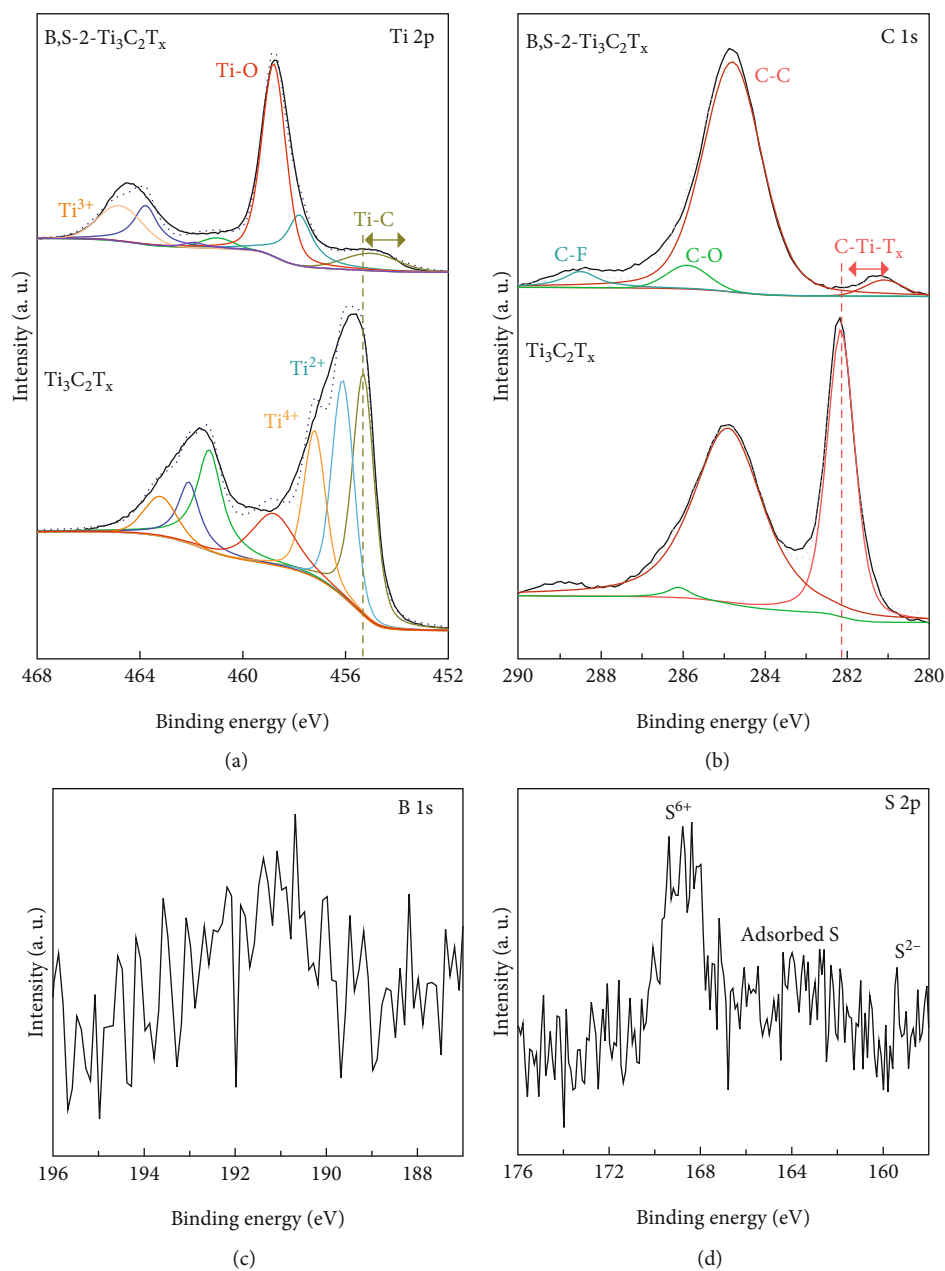 B,S-2-Ti₃C₂Tₓ
Ti 2p
Ti-O
Ti³⁺
Ti-C
Ti₃C₂Tₓ
Ti²⁺
Ti⁴⁺
Intensity (a. u.)
468
464
460
456
452
Binding energy (eV)
(a)
B,S-2-Ti₃C₂Tₓ
C 1s
C-C
C-F
C-O
C-Ti-Tₓ
Ti₃C₂Tₓ
Intensity (a. u.)
290
288
286
284
282
280
Binding energy (eV)
(b)
B 1s
Intensity (a. u.)
196
194
192
190
188
Binding energy (eV)
(c)
S 2p
S⁶⁺
Adsorbed S
S²⁻
Intensity (a. u.)
176
172
168
164
160
Binding energy (eV)
(d)